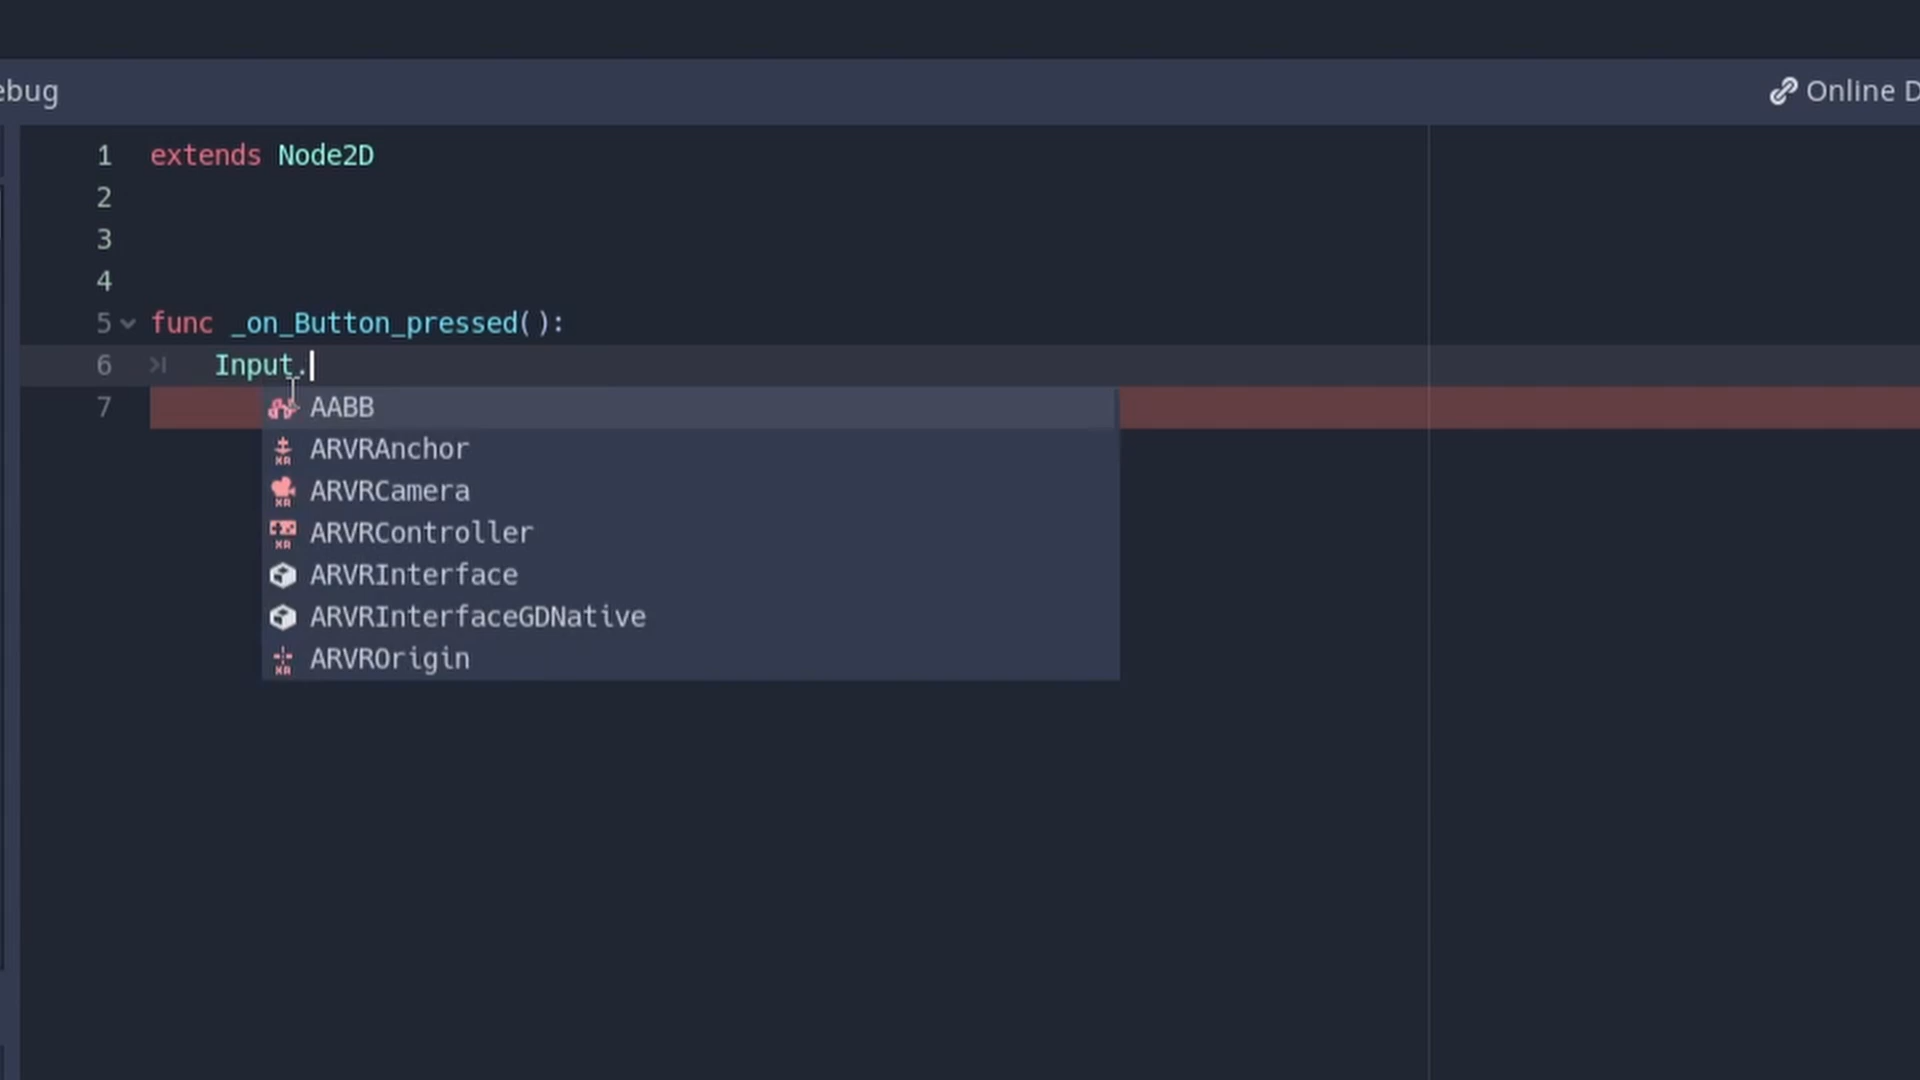 ebug
Online D
1 extends Node2D
2
3
4
5 func _on_Button_pressed():
6 Input.
7
AABB
ARVRAnchor
ARVRCamera
ARVRController
ARVRInterface
ARVRInterfaceGDNative
ARVROrigin